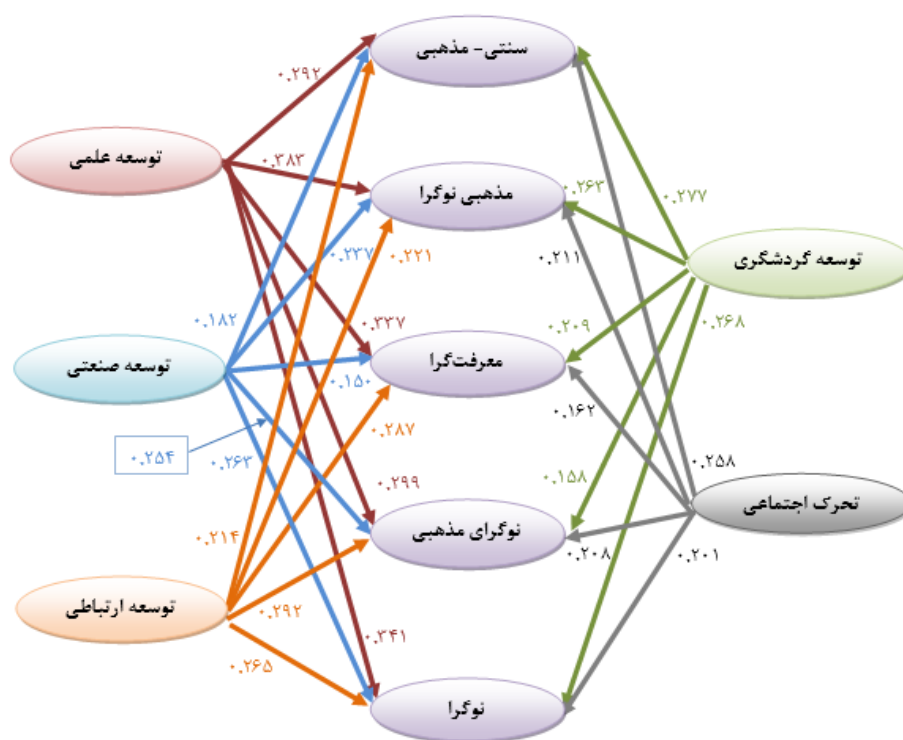 سنتی- مذهبی
۰.۲۹۲
توسعه علمی
۰.۳۸۳
مذهبی نوگرا
۰.۲۶۳
۰.۲۷۷
۰.۲۳۷
۰.۲۲۱
۰.۲۱۱
توسعه گردشگری
۰.۱۸۲
۰.۳۳۷
۰.۲۰۹
۰.۲۶۸
توسعه صنعتی
معرفت‌گرا
۰.۱۵۰
۰.۱۶۲
۰.۲۸۷
۰.۲۵۴
۰.۲۶۳
۰.۲۹۹
۰.۱۵۸
۰.۲۵۸
تحرک اجتماعی
۰.۲۱۴
نوگرای مذهبی
۰.۲۰۸
۰.۲۰۱
توسعه ارتباطی
۰.۲۹۲
۰.۳۴۱
۰.۲۶۵
نوگرا